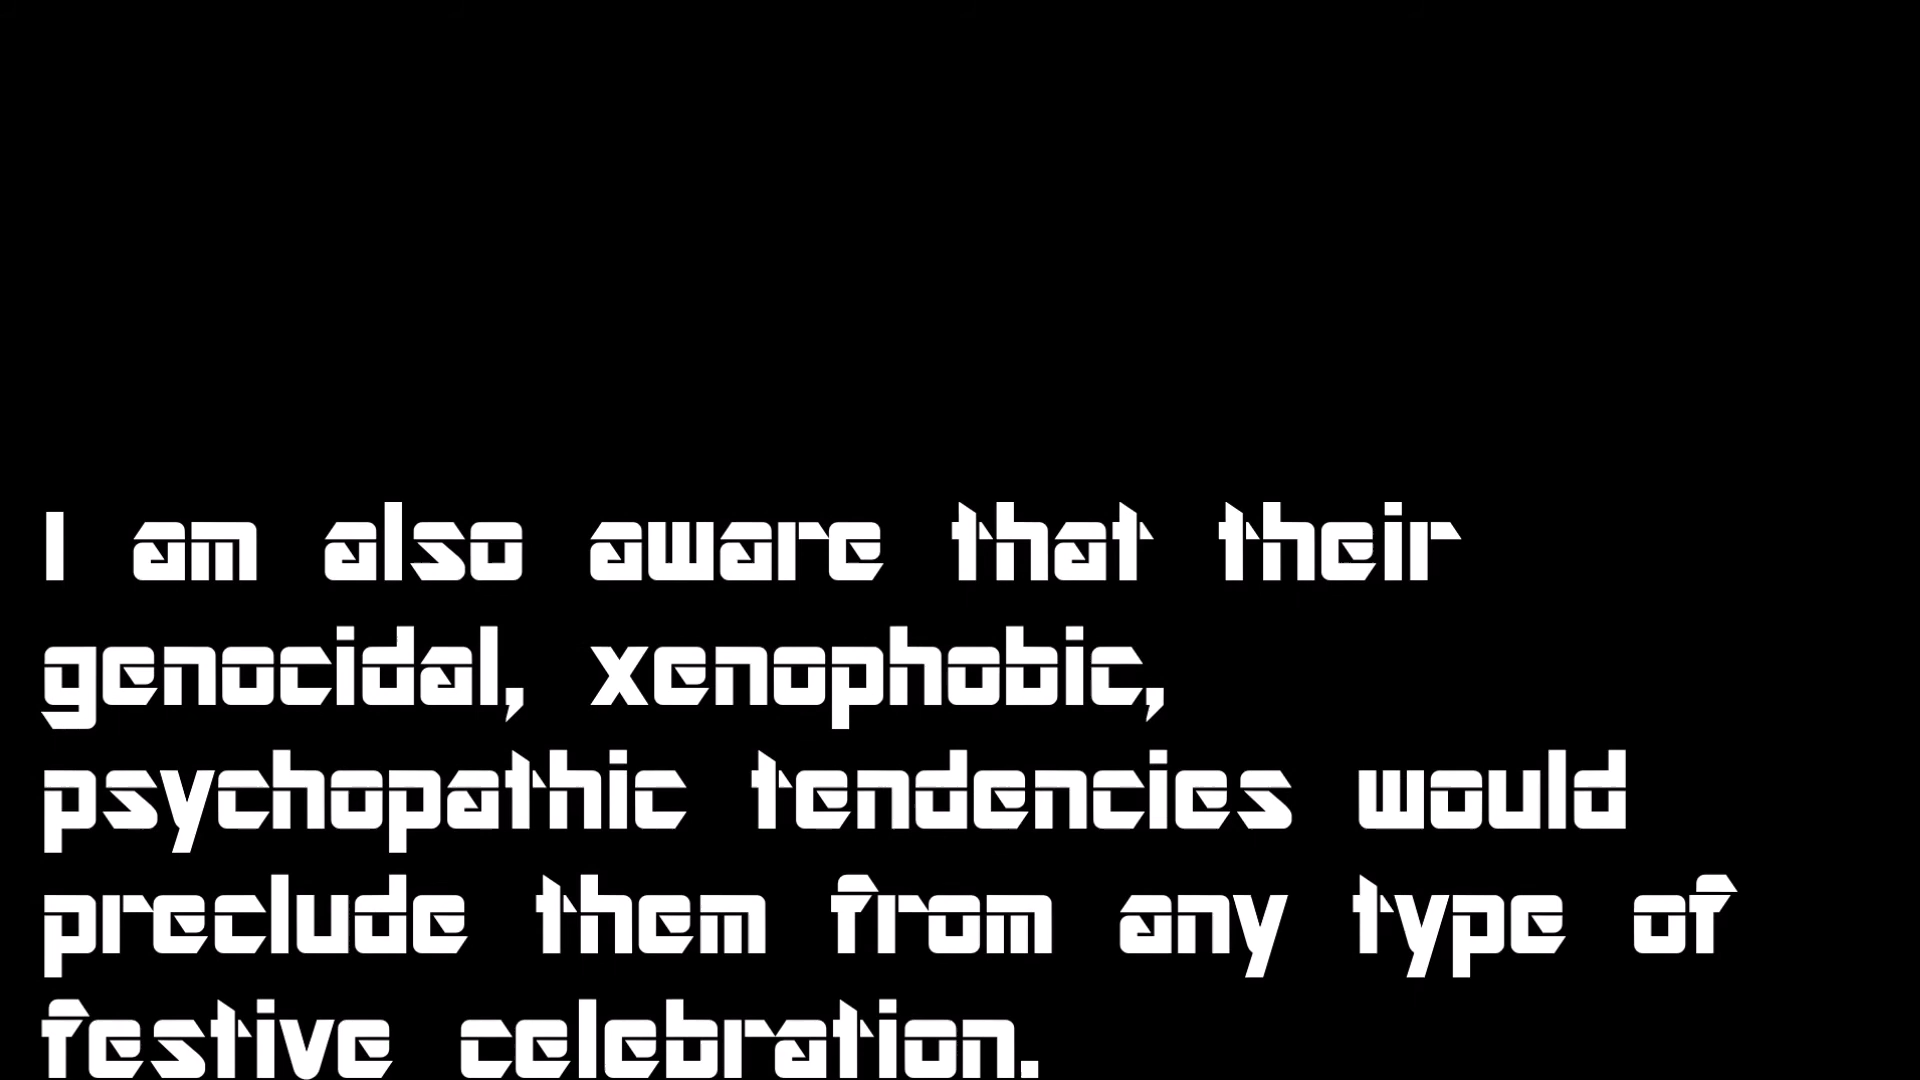 I am also aware that their
genocidal, xenophobic,
psychopathic tendencies would
preclude them from any type of
festive celebration.